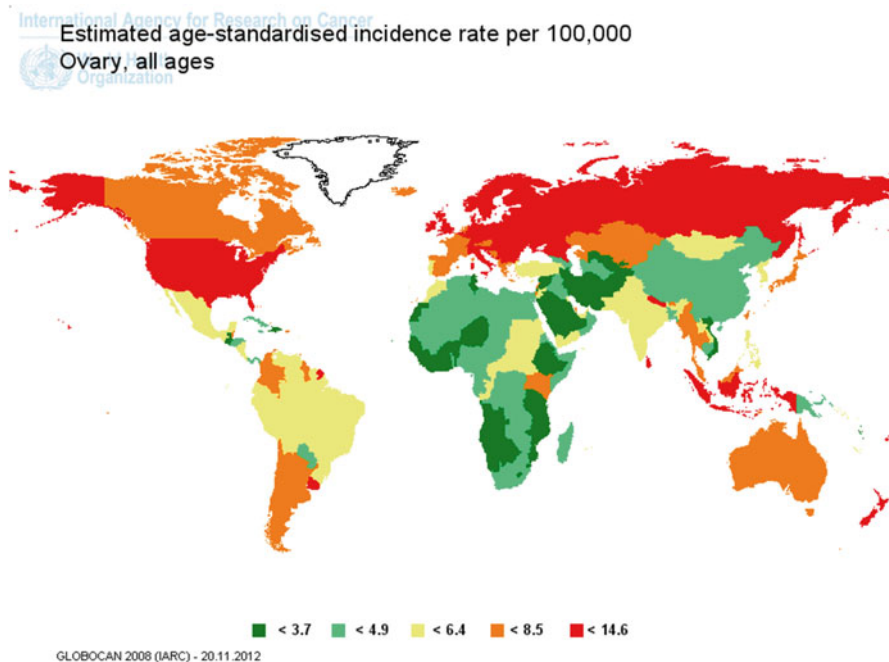 International Agency for Research on Cancer
Estimated age-standardised incidence rate per 100,000
World Health
Ovary, all ages
Organization
< 3.7 < 4.9 < 6.4 < 8.5 < 14.6
GLOBOCAN 2008 (IARC) - 20.11.2012